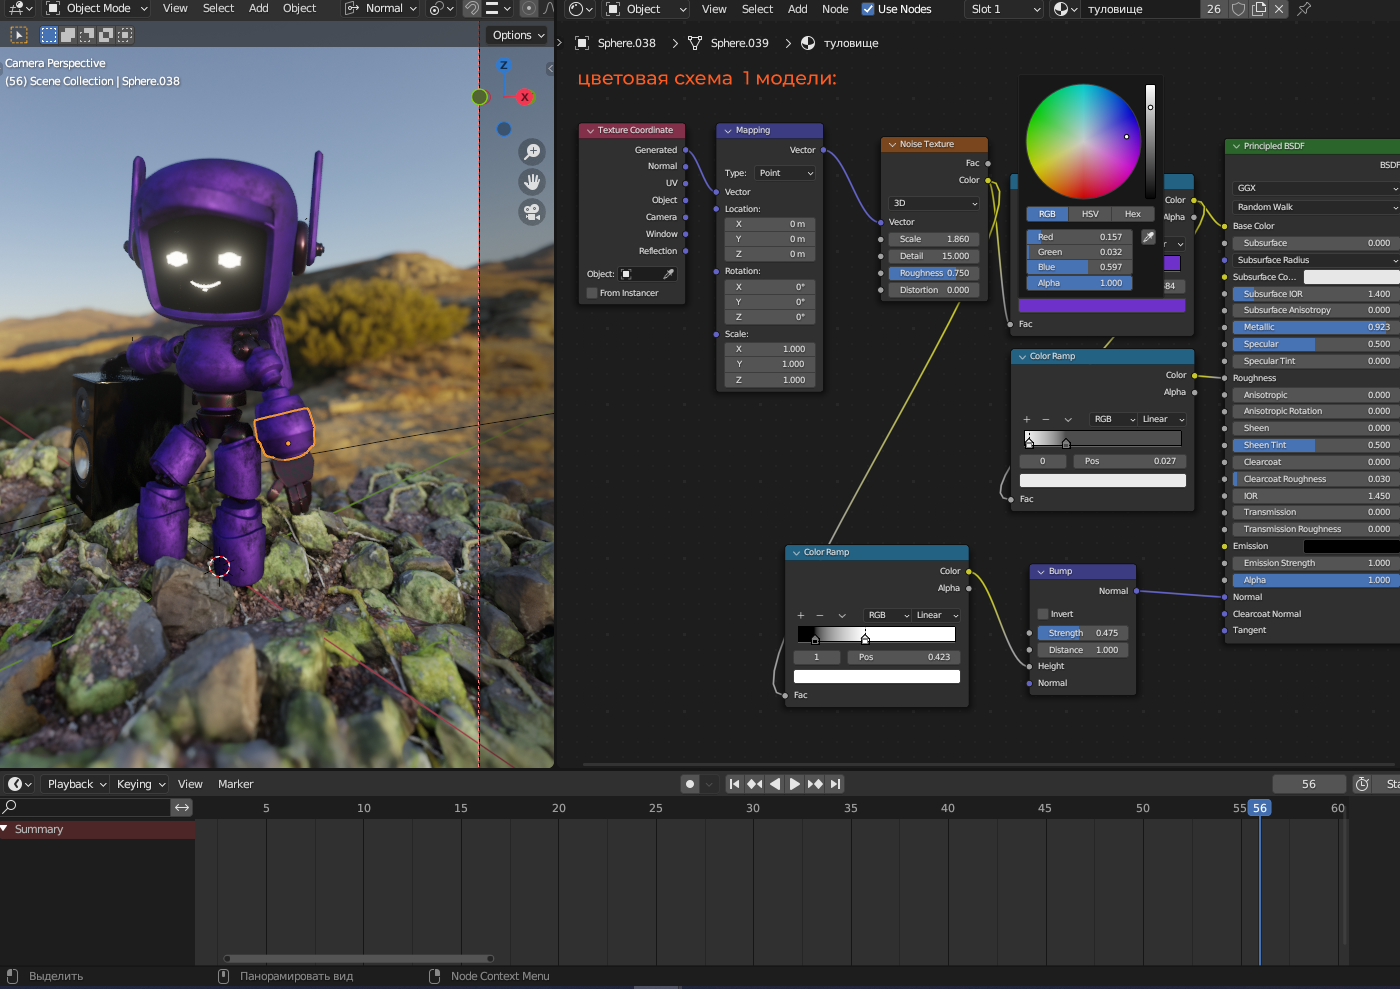 Object Mode View Select Add Object Normal
Object View Select Add Node Use Nodes Slot 1 туловище 26
Options
Camera Perspective
(56) Scene Collection | Sphere.038
Z
X
Sphere.038 Sphere.039 туловище
цветовая схема 1 модели:
Texture Coordinate
Generated
Normal
UV
Object
Camera
Window
Reflection
Object:
From Instancer
Mapping
Vector
Type: Point
Vector
Location:
X 0 m
Y 0 m
Z 0 m
Rotation:
X 0°
Y 0°
Z 0°
Scale:
X 1.000
Y 1.000
Z 1.000
Noise Texture
Fac
Color
3D
Vector
Scale 1.860
Detail 15.000
Roughness 0.750
Distortion 0.000
RGB HSV Hex
Red 0.157
Green 0.032
Blue 0.597
Alpha 1.000
Color
Alpha
84
Fac
Color Ramp
Color
Alpha
RGB Linear
0 Pos 0.027
Fac
Color Ramp
Color
Alpha
RGB Linear
1 Pos 0.423
Fac
Bump
Normal
Invert
Strength 0.475
Distance 1.000
Height
Normal
Principled BSDF
BSDF
GGX
Random Walk
Base Color
Subsurface 0.000
Subsurface Radius
Subsurface Co...
Subsurface IOR 1.400
Subsurface Anisotropy 0.000
Metallic 0.923
Specular 0.500
Specular Tint 0.000
Roughness
Anisotropic 0.000
Anisotropic Rotation 0.000
Sheen 0.000
Sheen Tint 0.500
Clearcoat 0.000
Clearcoat Roughness 0.030
IOR 1.450
Transmission 0.000
Transmission Roughness 0.000
Emission
Emission Strength 1.000
Alpha 1.000
Normal
Clearcoat Normal
Tangent
Playback Keying View Marker 56 Sta
5 10 15 20 25 30 35 40 45 50 55 56 60
Summary
Выделить Панорамировать вид Node Context Menu